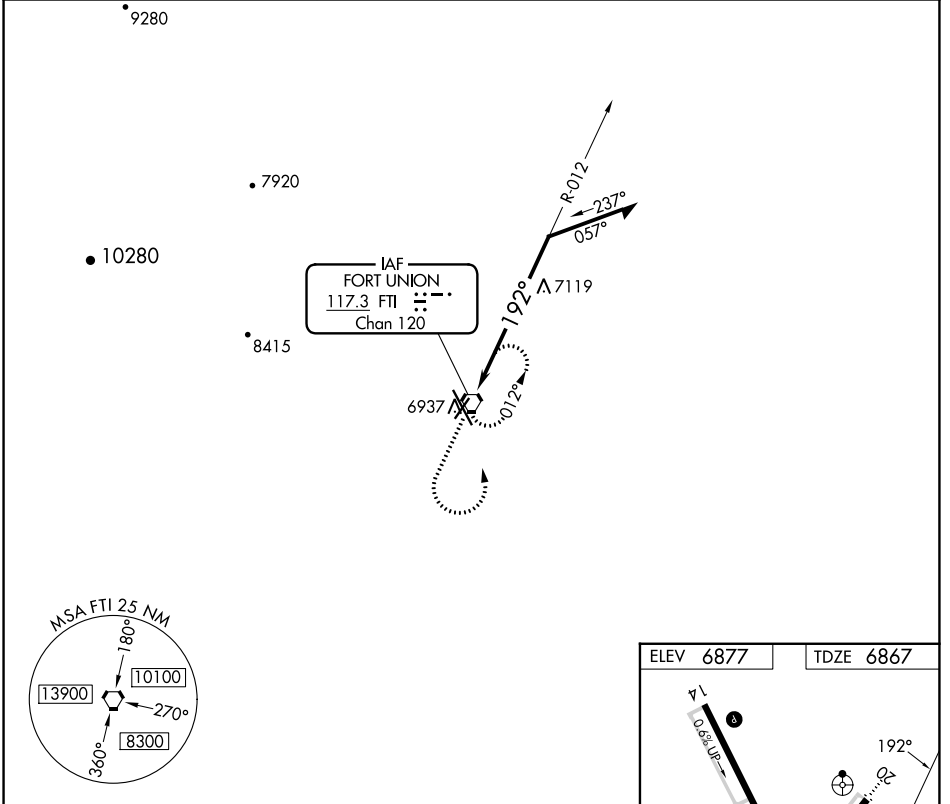 9280
7920
R-012
237°
057°
10280
IAF
FORT UNION
117.3 FTI
Chan 120
192°
7119
8415
6937
012°
MSA FTI 25 NM
180°
10100
13900
270°
8300
360°
ELEV 6877
TDZE 6867
14
P
0.6% UP
192°
20